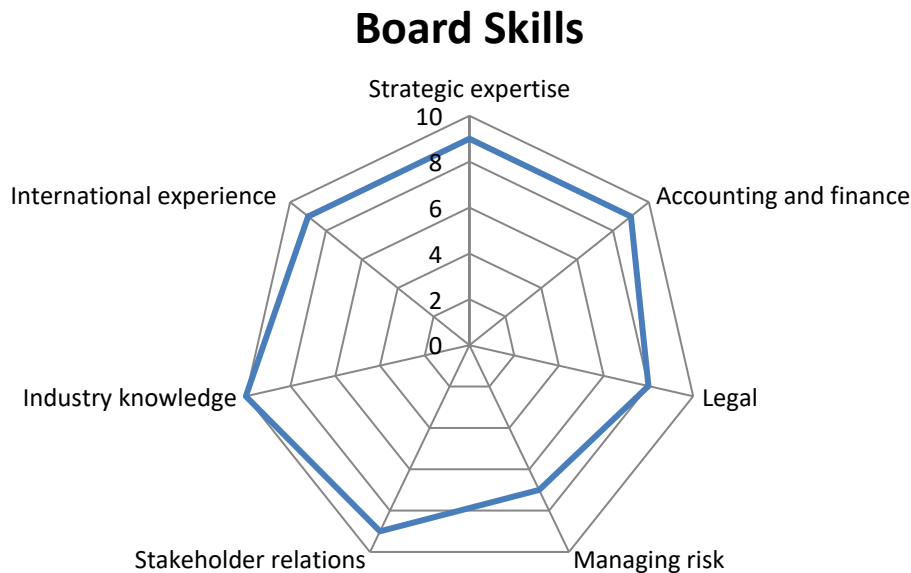 Board Skills
Strategic expertise
10
8
6
4
2
0
International experience
Accounting and finance
Industry knowledge
Legal
Stakeholder relations
Managing risk